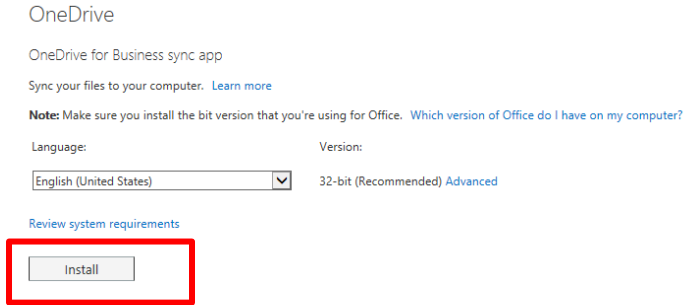 OneDrive
OneDrive for Business sync app
Sync your files to your computer. Learn more
Note: Make sure you install the bit version that you're using for Office. Which version of Office do I have on my computer?
Language: Version:
English (United States) 32-bit (Recommended) Advanced
Review system requirements
Install